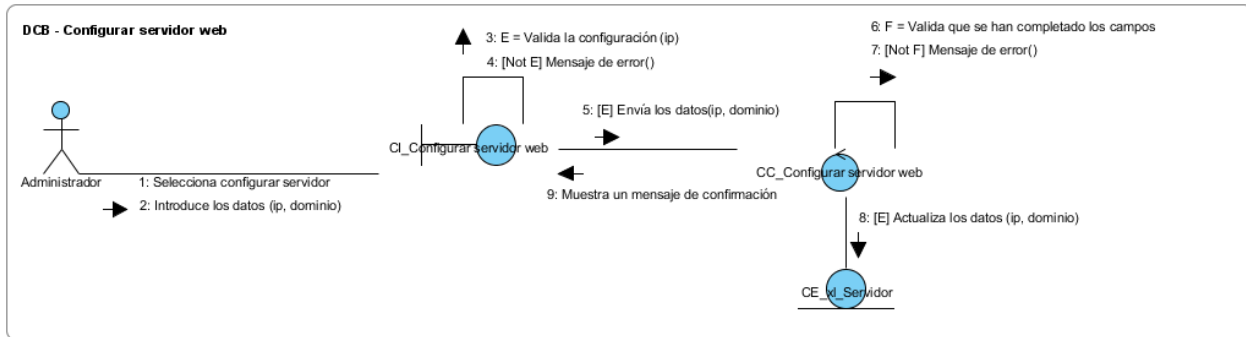 DCB - Configurar servidor web
3: E = Valida la configuración (ip)
4: [Not E] Mensaje de error()
6: F = Valida que se han completado los campos
7: [Not F] Mensaje de error()
5: [E] Envía los datos(ip, dominio)
CI_Configurar servidor web
9: Muestra un mensaje de confirmación
CC_Configurar servidor web
Administrador
1: Selecciona configurar servidor
2: Introduce los datos (ip, dominio)
8: [E] Actualiza los datos (ip, dominio)
CE_xl_Servidor